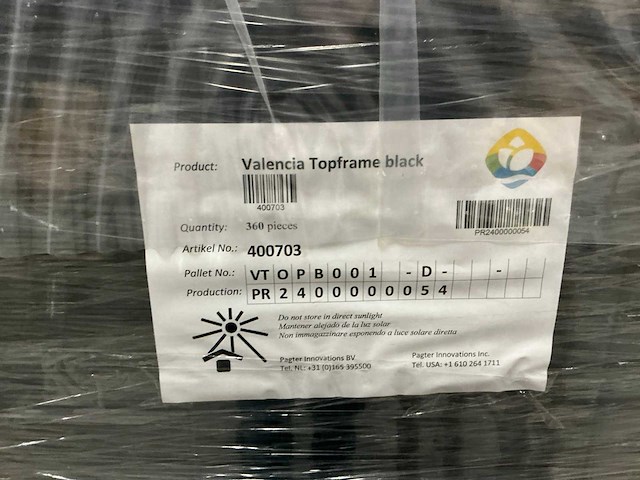 Product: Valencia Topframe black
400703
PR2400000054
Quantity: 360 pieces
Artikel No.: 400703
Pallet No.: VTOPB001 -D- -
Production: PR2400000054
Do not store in direct sunlight
Mantener alejado de la luz solar
Non immagazzinare esponendo a luce solare diretta
Pagter Innovations BV
Tel. NL: +31 (0)165 395500
Pagter Innovations Inc.
Tel. USA: +1 610 264 1711